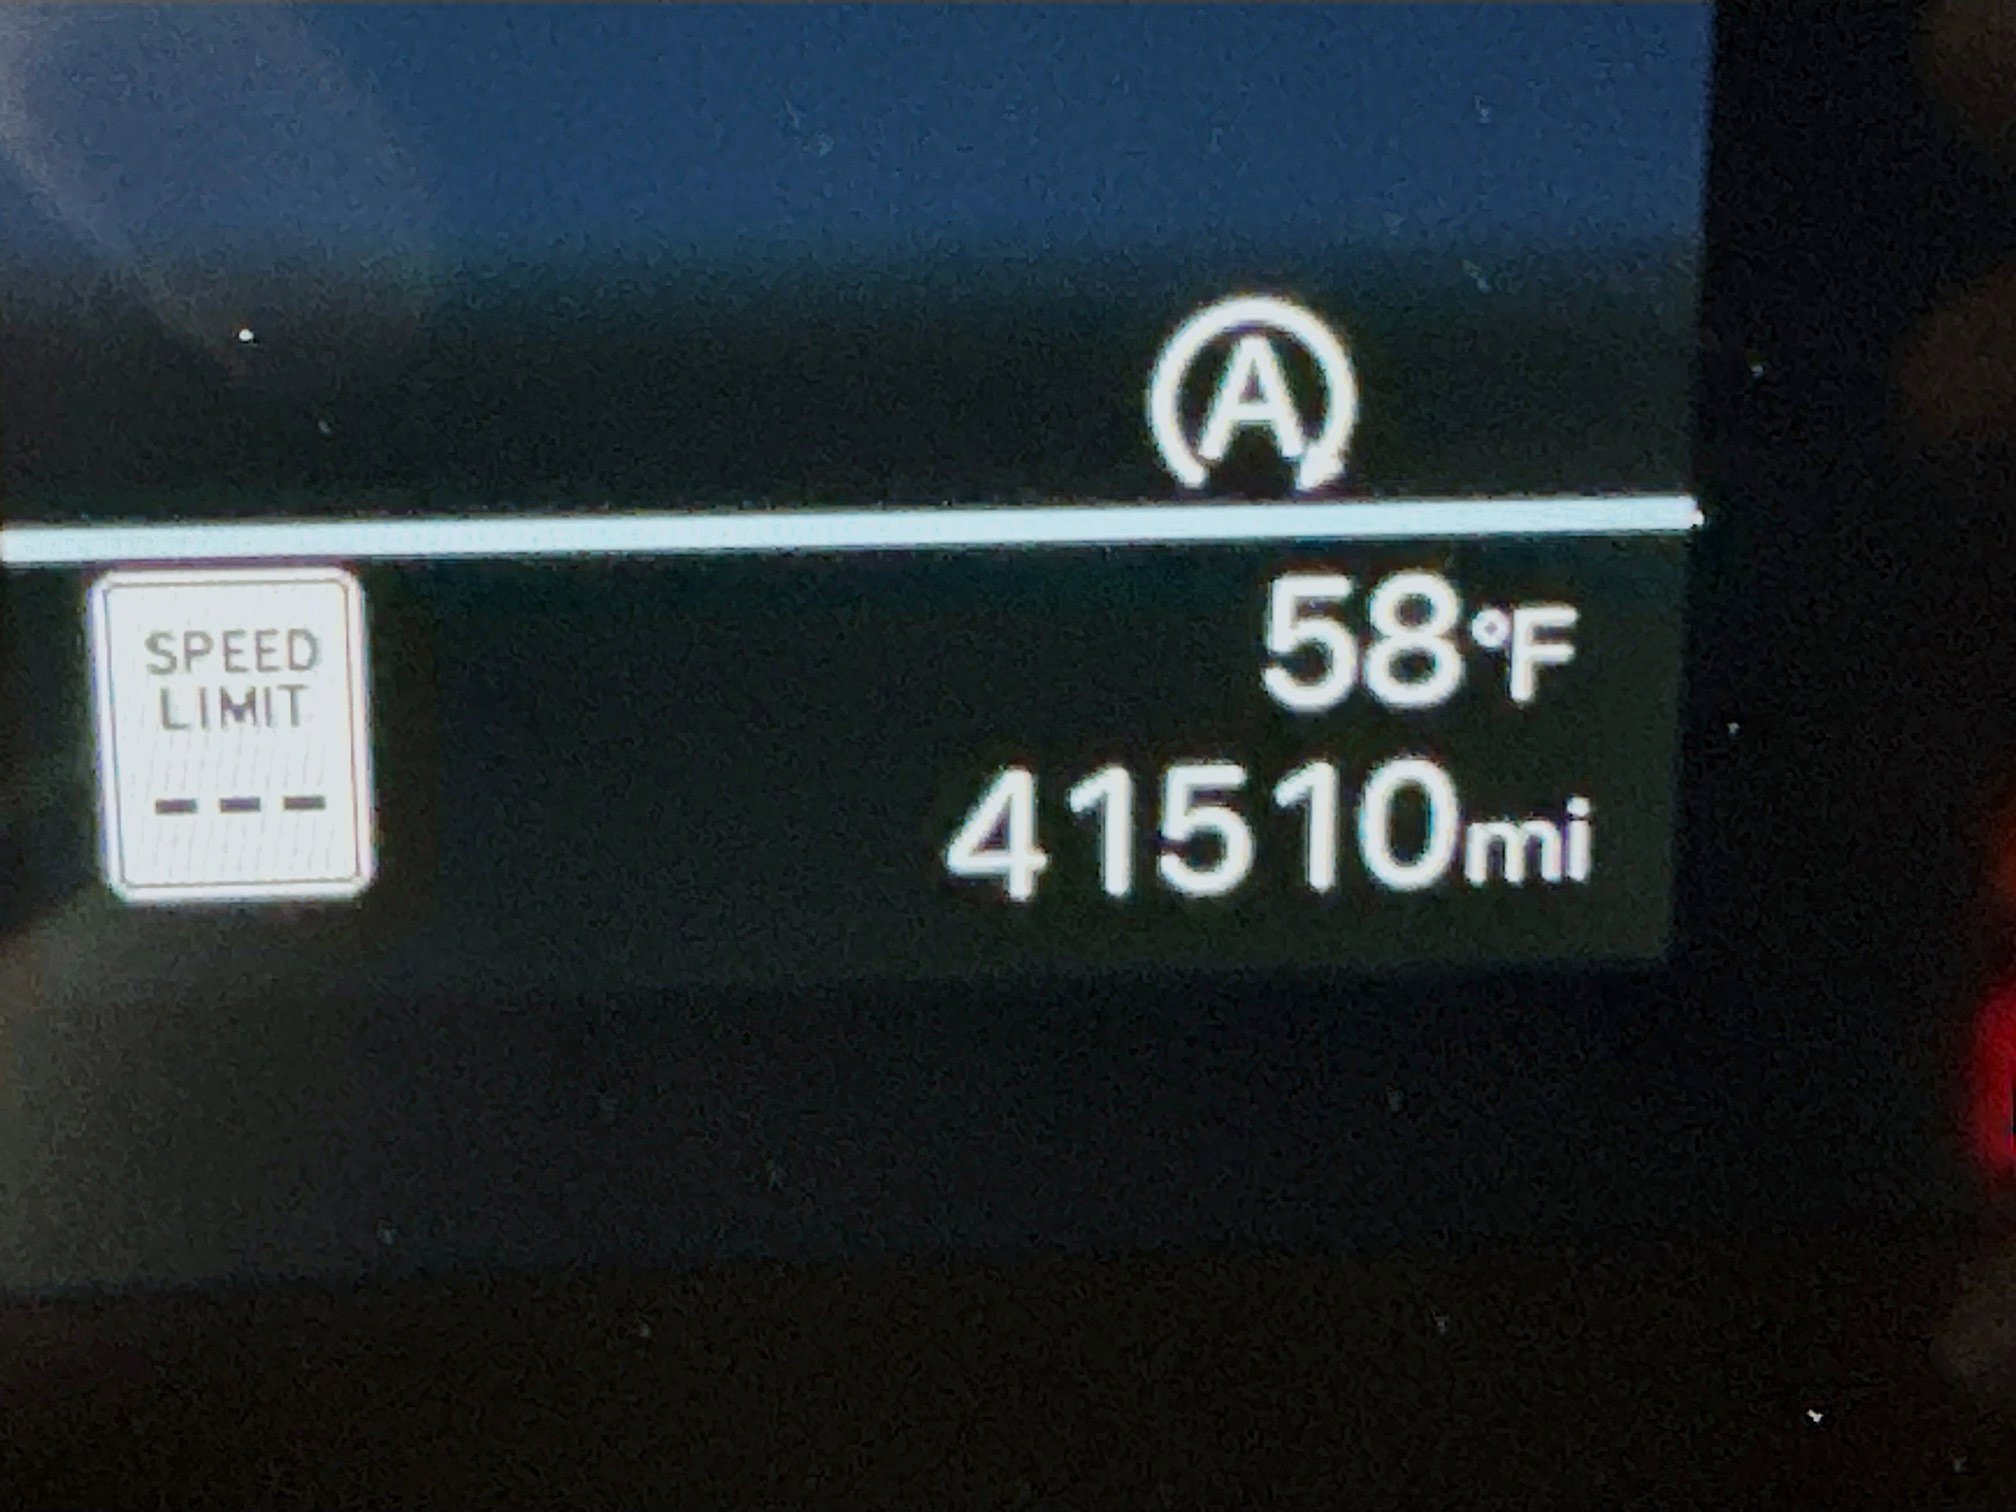 A
SPEED
LIMIT
---
58°F
41510mi